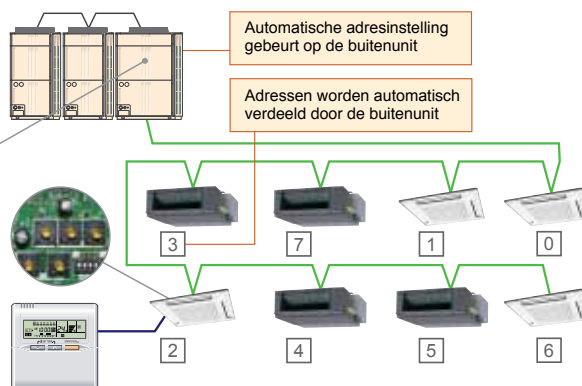 Automatische adresinstelling
gebeurt op de buitenunit
Adressen worden automatisch
verdeeld door de buitenunit
3 7 1 0
2 4 5 6